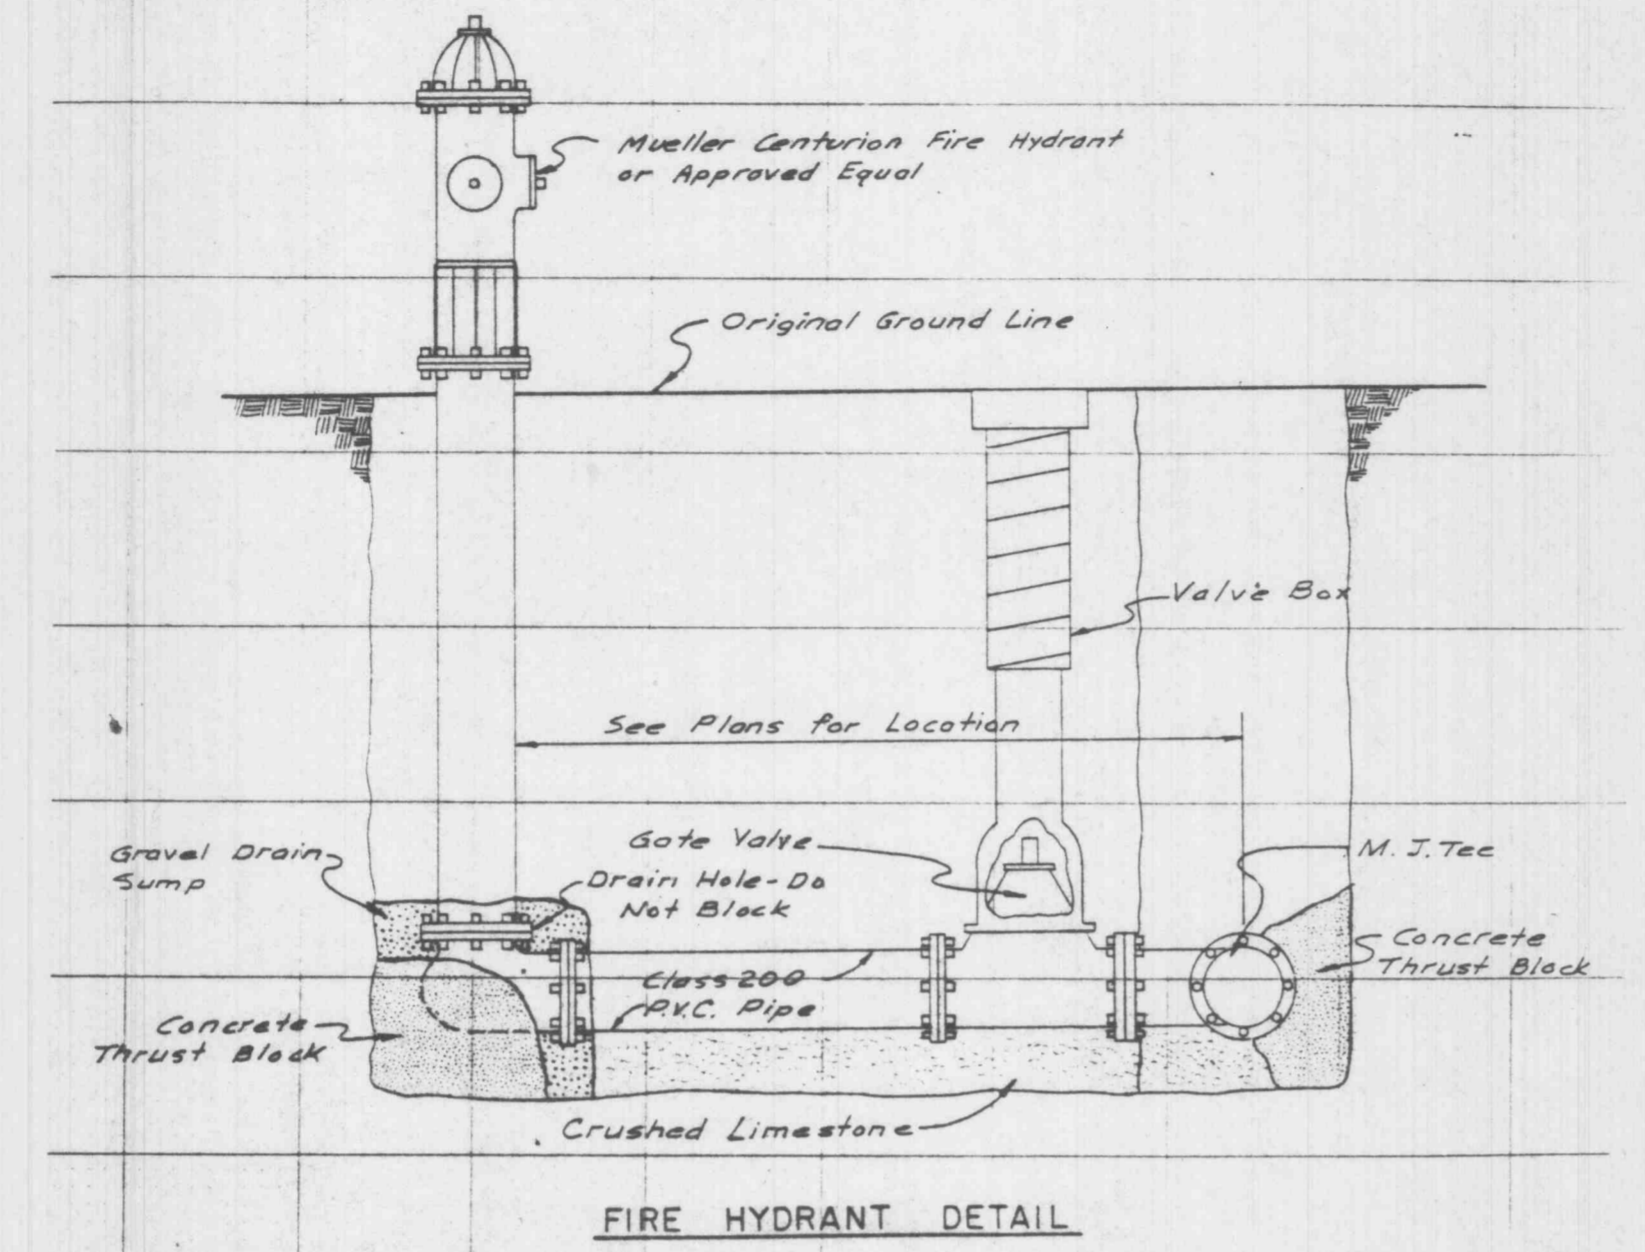 Mueller Centurion Fire Hydrant
or Approved Equal
Original Ground Line
Valve Box
See Plans for Location
Gate Valve
M. J. Tee
Gravel Drain
Sump
Drain Hole-Do
Not Block
Concrete
Thrust Block
Class 200
P.V.C. Pipe
Concrete
Thrust Block
Crushed Limestone
FIRE HYDRANT DETAIL